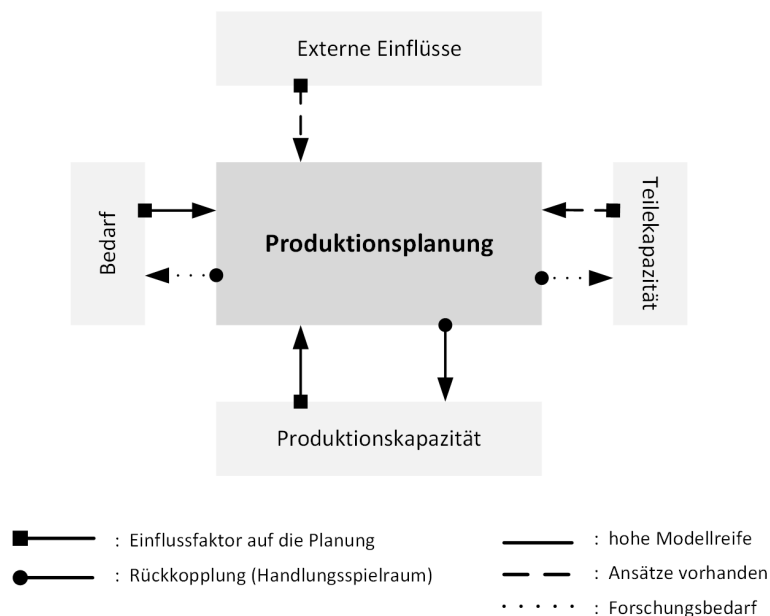 Externe Einflüsse
Bedarf
Produktionsplanung
Teilekapazität
Produktionskapazität
: Einflussfaktor auf die Planung
: Rückkopplung (Handlungsspielraum)
: hohe Modellreife
: Ansätze vorhanden
: Forschungsbedarf